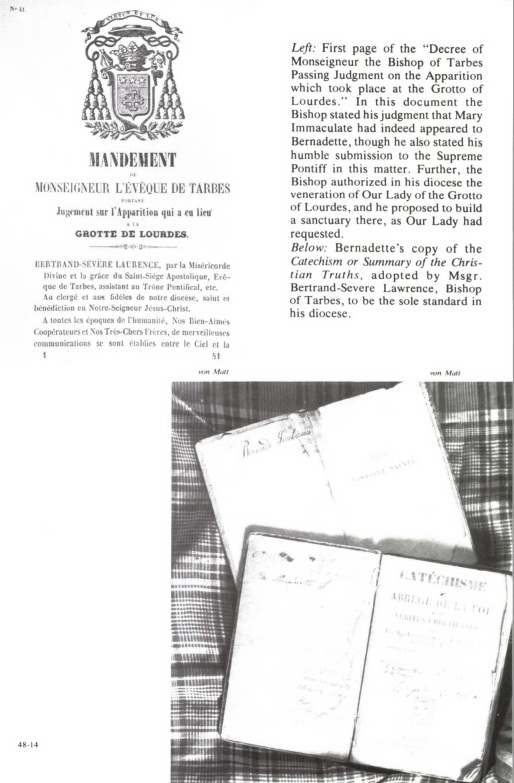 Nº 41
MANDEMENT
DE
MONSEIGNEUR L'ÉVÊQUE DE TARBES
PORTANT
Jugement sur l'Apparition qui a eu lieu
A LA
GROTTE DE LOURDES.
BERTRAND-SÉVÈRE LAURENCE, par la Miséricorde
Divine et la grâce du Saint-Siége Apostolique, Évê-
que de Tarbes, assistant au Trône Pontifical, etc.
Au clergé et aux fidèles de notre diocèse, salut et
bénédiction en Notre-Seigneur Jésus-Christ.
A toutes les époques de l'humanité, Nos Bien-Aimés
Coopérateurs et Nos Très-Chers Frères, de merveilleuses
communications se sont établies entre le Ciel et la
1 41
von Matt
Left: First page of the "Decree of
Monseigneur the Bishop of Tarbes
Passing Judgment on the Apparition
which took place at the Grotto of
Lourdes." In this document the
Bishop stated his judgment that Mary
Immaculate had indeed appeared to
Bernadette, though he also stated his
humble submission to the Supreme
Pontiff in this matter. Further, the
Bishop authorized in his diocese the
veneration of Our Lady of the Grotto
of Lourdes, and he proposed to build
a sanctuary there, as Our Lady had
requested.
Below: Bernadette's copy of the
Catechism or Summary of the Chris-
tian Truths, adopted by Msgr.
Bertrand-Severe Lawrence, Bishop
of Tarbes, to be the sole standard in
his diocese.
von Matt
HISTOIRE SAINTE
CATÉCHISME
ABRÉGÉ DE LA FOI
VÉRITÉS CHRÉTIENNES
48-14